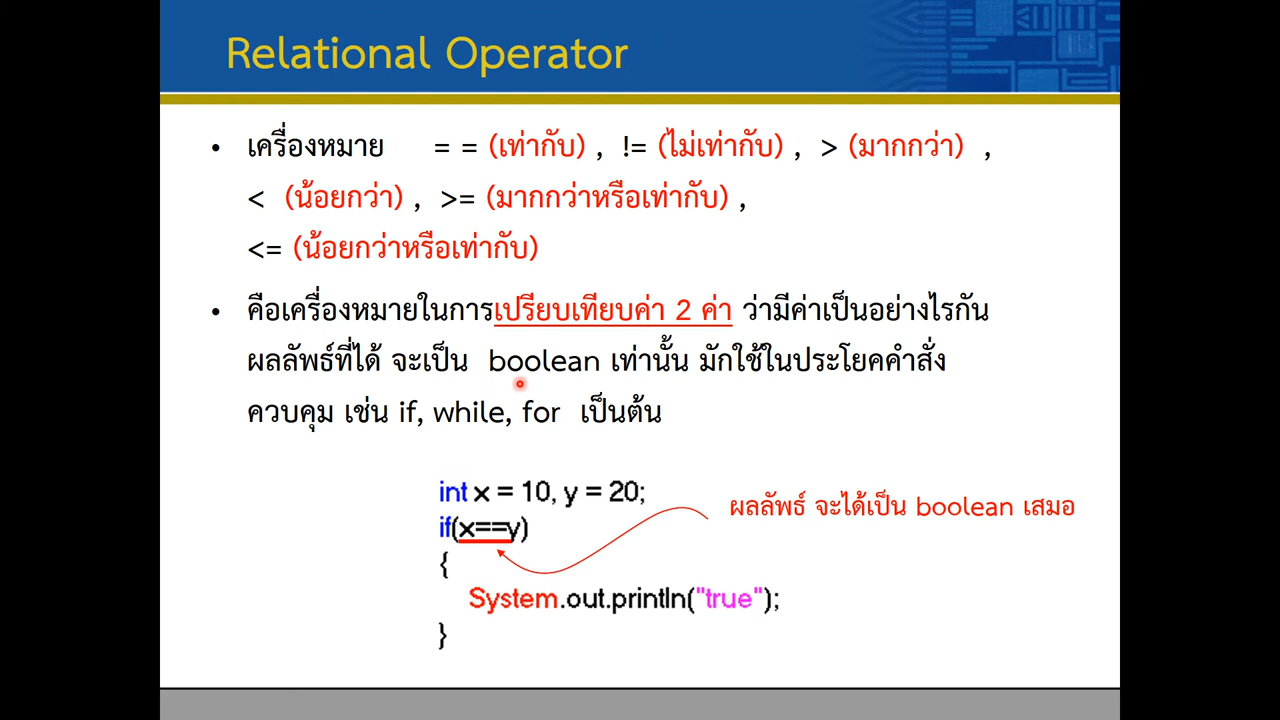 Relational Operator
• เครื่องหมาย = = (เท่ากับ) , != (ไม่เท่ากับ) , > (มากกว่า) ,
< (น้อยกว่า) , >= (มากกว่าหรือเท่ากับ) ,
<= (น้อยกว่าหรือเท่ากับ)
• คือเครื่องหมายในการเปรียบเทียบค่า 2 ค่า ว่ามีค่าเป็นอย่างไรกัน
ผลลัพธ์ที่ได้ จะเป็น boolean เท่านั้น มักใช้ในประโยคคำสั่ง
ควบคุม เช่น if, while, for เป็นต้น
int x = 10, y = 20;
if(x==y)
{
System.out.println("true");
}
ผลลัพธ์ จะได้เป็น boolean เสมอ